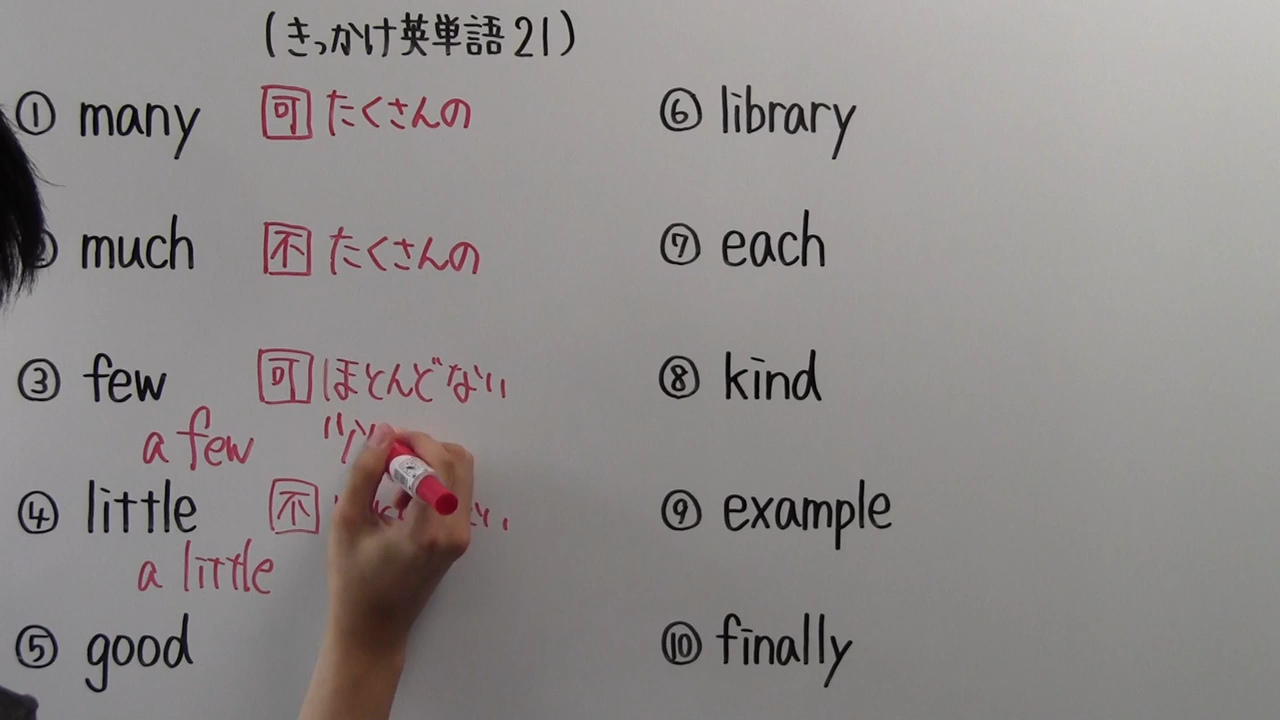 (きっかけ英単語21)
① many 可 たくさんの
much 不 たくさんの
③ few 可 ほとんどない
a few
④ little 不
a little
⑤ good
⑥ library
⑦ each
⑧ kind
⑨ example
⑩ finally